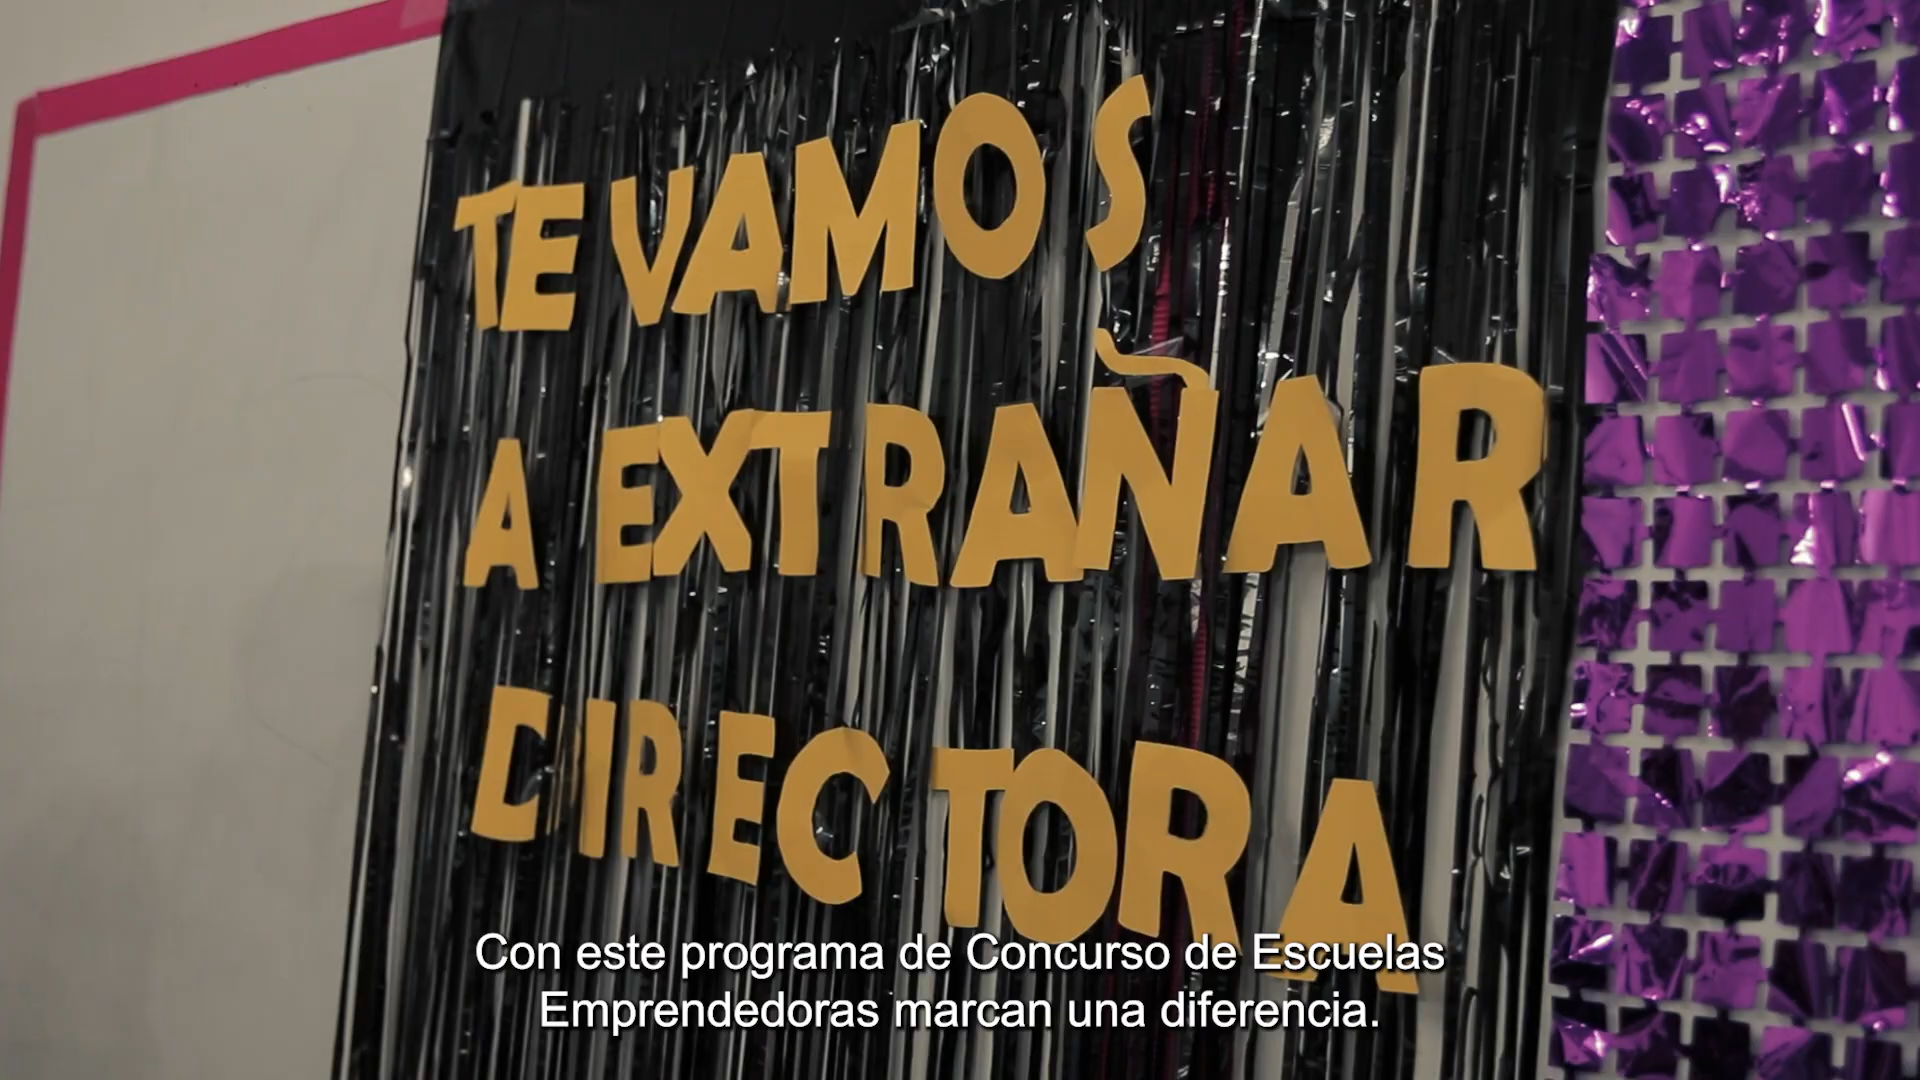 TE VAMOS
A EXTRAÑAR
DIRECTORA
Con este programa de Concurso de Escuelas
Emprendedoras marcan una diferencia.